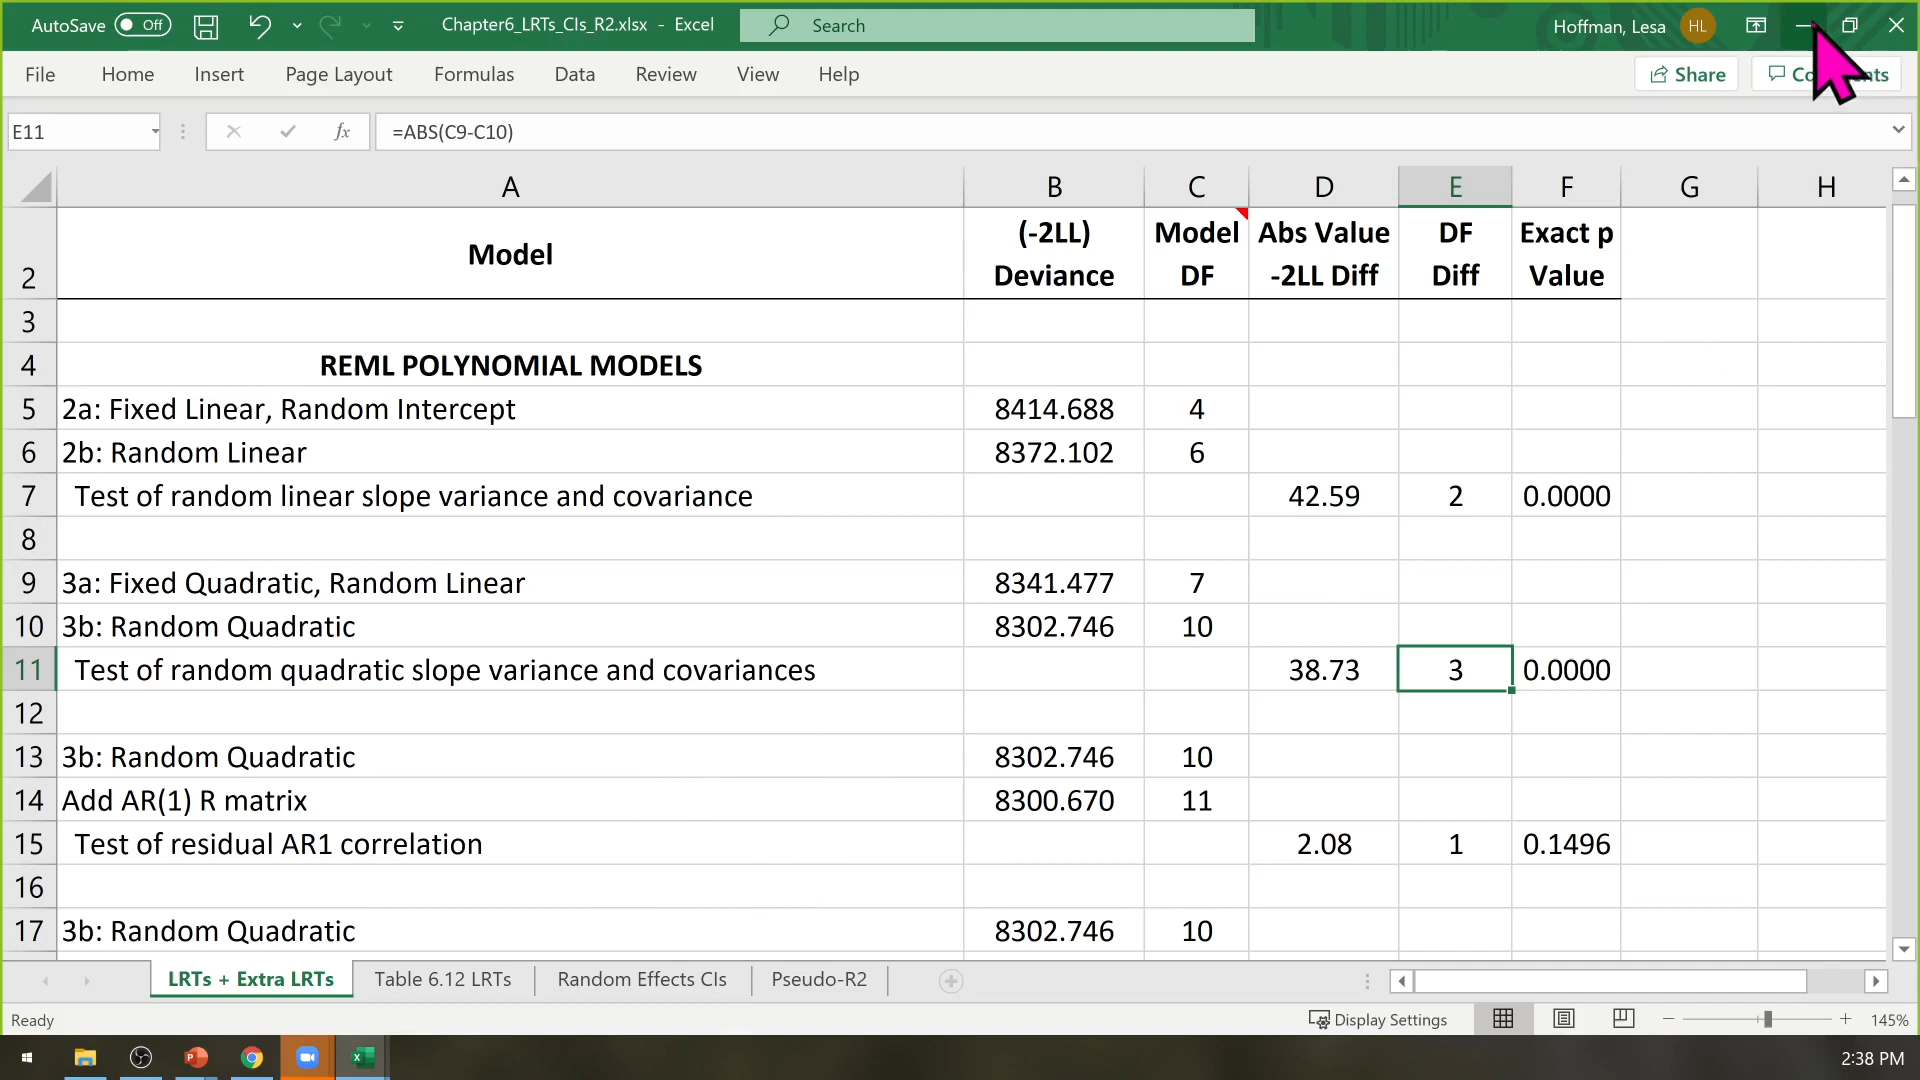 AutoSave Off Chapter6_LRTs_CIs_R2.xlsx - Excel Search Hoffman, Lesa HL
File Home Insert Page Layout Formulas Data Review View Help Share
E11 fx =ABS(C9-C10)
A B C D E F G H
(-2LL) Model Abs Value DF Exact p
2 Model Deviance DF -2LL Diff Diff Value
3
4 REML POLYNOMIAL MODELS
5 2a: Fixed Linear, Random Intercept 8414.688 4
6 2b: Random Linear 8372.102 6
7 Test of random linear slope variance and covariance 42.59 2 0.0000
8
9 3a: Fixed Quadratic, Random Linear 8341.477 7
10 3b: Random Quadratic 8302.746 10
11 Test of random quadratic slope variance and covariances 38.73 3 0.0000
12
13 3b: Random Quadratic 8302.746 10
14 Add AR(1) R matrix 8300.670 11
15 Test of residual AR1 correlation 2.08 1 0.1496
16
17 3b: Random Quadratic 8302.746 10
LRTs + Extra LRTs Table 6.12 LRTs Random Effects CIs Pseudo-R2
Ready Display Settings 145%
2:38 PM